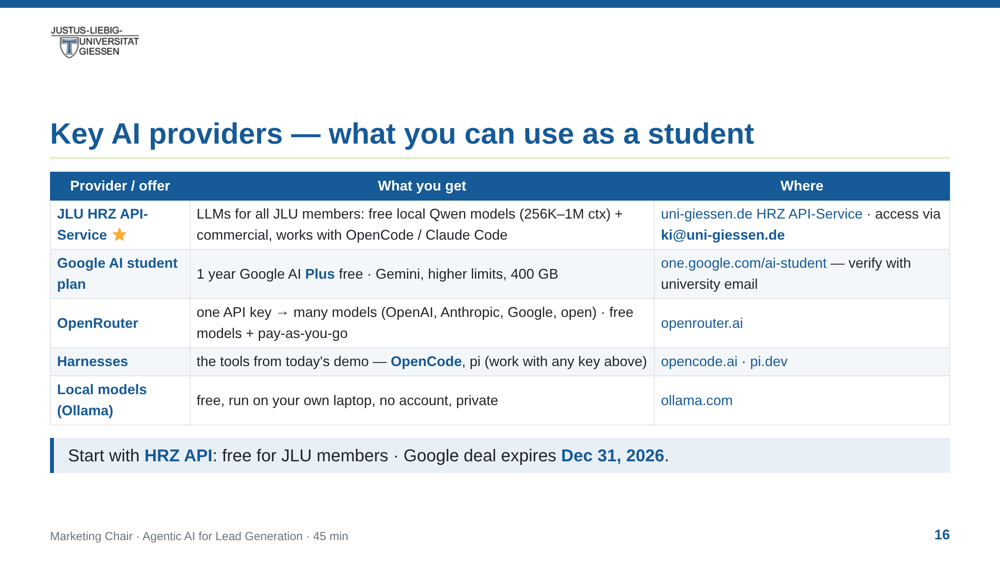 JUSTUS-LIEBIG-
UNIVERSITÄT
GIESSEN
Key AI providers — what you can use as a student
Provider / offer
What you get
Where
JLU HRZ API-
Service ⭐
LLMs for all JLU members: free local Qwen models (256K–1M ctx) +
commercial, works with OpenCode / Claude Code
uni-giessen.de HRZ API-Service · access via
ki@uni-giessen.de
Google AI student
plan
1 year Google AI Plus free · Gemini, higher limits, 400 GB
one.google.com/ai-student — verify with
university email
OpenRouter
one API key → many models (OpenAI, Anthropic, Google, open) · free
models + pay-as-you-go
openrouter.ai
Harnesses
the tools from today's demo — OpenCode, pi (work with any key above)
opencode.ai · pi.dev
Local models
(Ollama)
free, run on your own laptop, no account, private
ollama.com
Start with HRZ API: free for JLU members · Google deal expires Dec 31, 2026.
Marketing Chair · Agentic AI for Lead Generation · 45 min
16